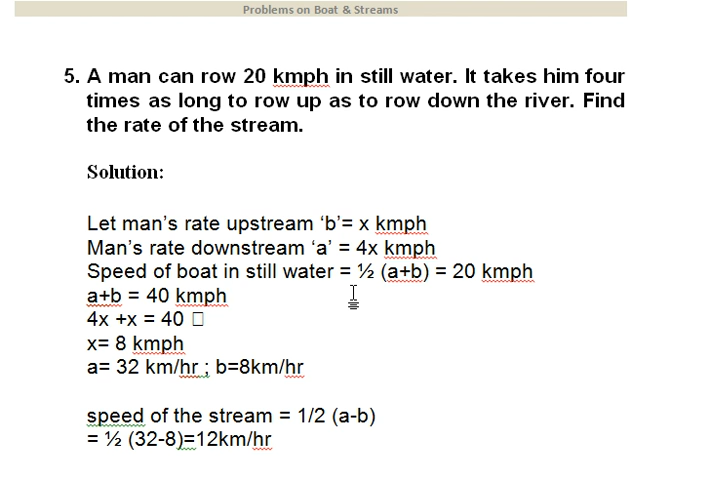 Problems on Boat & Streams
5. A man can row 20 kmph in still water. It takes him four
times as long to row up as to row down the river. Find
the rate of the stream.
Solution:
Let man's rate upstream 'b'= x kmph
Man's rate downstream 'a' = 4x kmph
Speed of boat in still water = ½ (a+b) = 20 kmph
a+b = 40 kmph
4x +x = 40 □
x= 8 kmph
a= 32 km/hr ; b=8km/hr
speed of the stream = 1/2 (a-b)
= ½ (32-8)=12km/hr